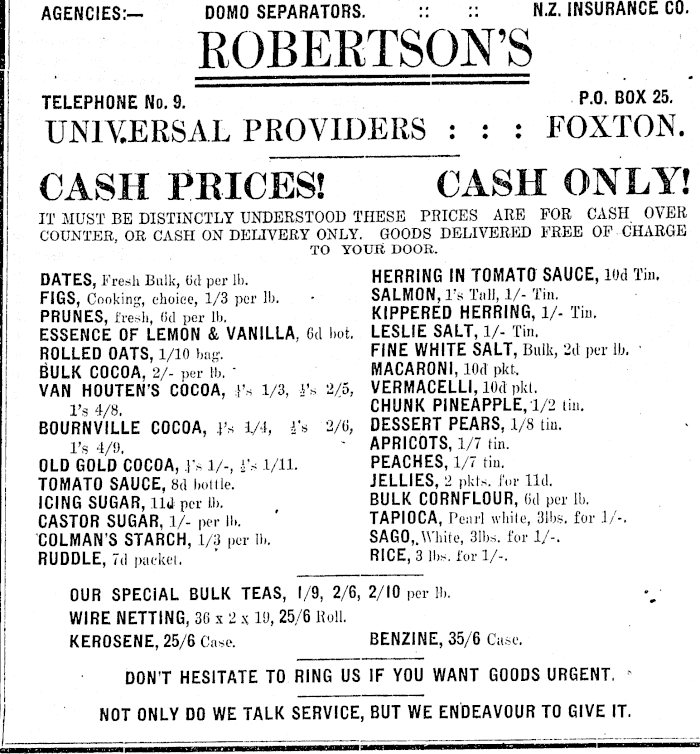 AGENCIES:— DOMO SEPARATORS. :: :: N.Z. INSURANCE CO.
ROBERTSON'S
TELEPHONE No. 9. P.O. BOX 25.
UNIVERSAL PROVIDERS : : : FOXTON.
CASH PRICES! CASH ONLY!
IT MUST BE DISTINCTLY UNDERSTOOD THESE PRICES ARE FOR CASH OVER
COUNTER, OR CASH ON DELIVERY ONLY. GOODS DELIVERED FREE OF CHARGE
TO YOUR DOOR.
DATES, Fresh Bulk, 6d per lb.
FIGS, Cooking, choice, 1/3 per lb.
PRUNES, fresh, 6d per lb.
ESSENCE OF LEMON & VANILLA, 6d bot.
ROLLED OATS, 1/10 bag.
BULK COCOA, 2/- per lb.
VAN HOUTEN'S COCOA, ¼'s 1/3, ½'s 2/5,
1's 4/8.
BOURNVILLE COCOA, ¼'s 1/4, ½'s 2/6,
1's 4/9.
OLD GOLD COCOA, ¼'s 1/-, ½'s 1/11.
TOMATO SAUCE, 8d bottle.
ICING SUGAR, 11d per lb.
CASTOR SUGAR, 1/- per lb.
COLMAN'S STARCH, 1/3 per lb.
RUDDLE, 7d packet.
HERRING IN TOMATO SAUCE, 10d Tin.
SALMON, 1's Tall, 1/- Tin.
KIPPERED HERRING, 1/- Tin.
LESLIE SALT, 1/- Tin.
FINE WHITE SALT, Bulk, 2d per lb.
MACARONI, 10d pkt.
VERMACELLI, 10d pkt.
CHUNK PINEAPPLE, 1/2 tin.
DESSERT PEARS, 1/8 tin.
APRICOTS, 1/7 tin.
PEACHES, 1/7 tin.
JELLIES, 2 pkts. for 11d.
BULK CORNFLOUR, 6d per lb.
TAPIOCA, Pearl white, 3lbs. for 1/-.
SAGO, White, 3lbs. for 1/-.
RICE, 3 lbs. for 1/-.
OUR SPECIAL BULK TEAS, 1/9, 2/6, 2/10 per lb.
WIRE NETTING, 36 x 2 x 19, 25/6 Roll.
KEROSENE, 25/6 Case. BENZINE, 35/6 Case.
DON'T HESITATE TO RING US IF YOU WANT GOODS URGENT.
NOT ONLY DO WE TALK SERVICE, BUT WE ENDEAVOUR TO GIVE IT.